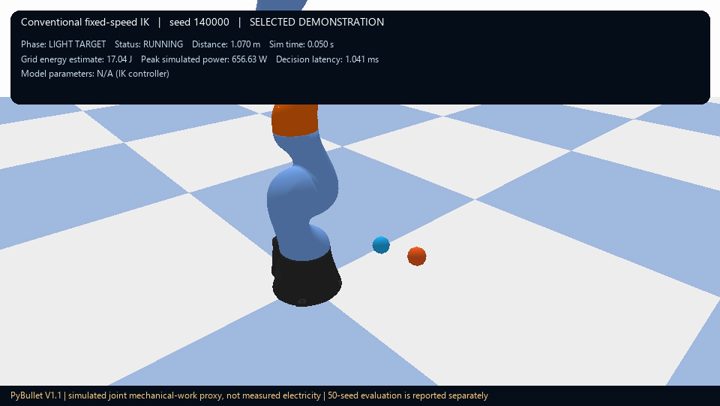 Conventional fixed-speed IK | seed 140000 | SELECTED DEMONSTRATION
Phase: LIGHT TARGET Status: RUNNING Distance: 1.070 m Sim time: 0.050 s
Grid energy estimate: 17.04 J Peak simulated power: 656.63 W Decision latency: 1.041 ms
Model parameters: N/A (IK controller)
PyBullet V1.1 | simulated joint mechanical-work proxy, not measured electricity | 50-seed evaluation is reported separately